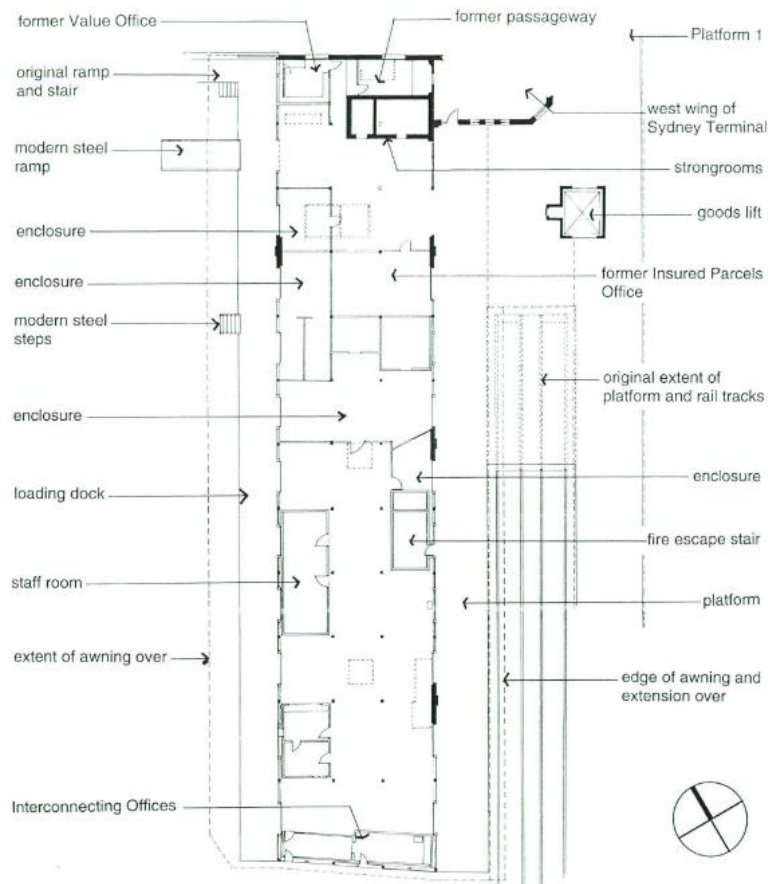 former Value Office
former passageway
Platform 1
original ramp
and stair
west wing of
Sydney Terminal
modern steel
ramp
strongrooms
goods lift
enclosure
former Insured Parcels
Office
enclosure
modern steel
steps
original extent of
platform and rail tracks
enclosure
enclosure
loading dock
fire escape stair
staff room
platform
extent of awning over
edge of awning and
extension over
Interconnecting Offices